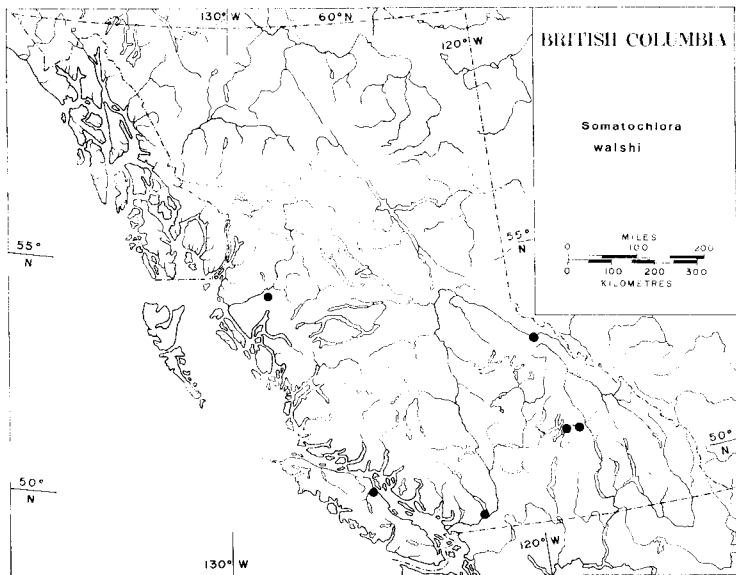 130° W
60° N
120° W
BRITISH COLUMBIA
Somatochlora
walshi
MILES
0 100 200
0 100 200 300
KILOMETRES
55°
N
55°
N
50°
N
50°
N
130° W
120° W